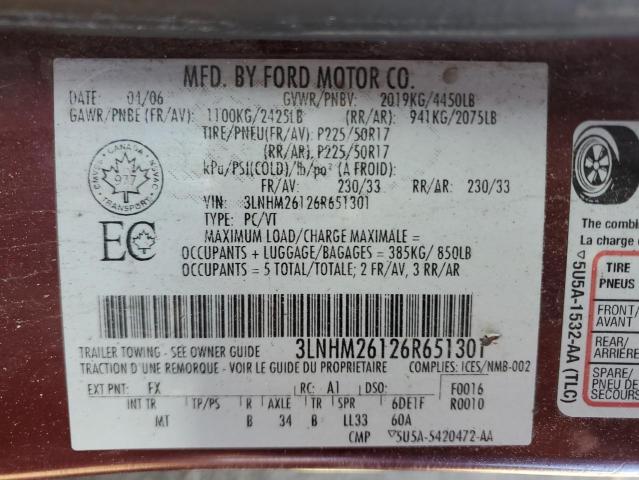 MFD. BY FORD MOTOR CO.
DATE: 01/06 GVWR/PNBV: 2019KG/4450LB
GAWR/PNBE (FR/AV): 1100KG/2425LB (RR/AR): 941KG/2075LB
TIRE/PNEU(FR/AV): P225/50R17
(RR/AR): P225/50R17
kPa/PSI(COLD)/lb/po² (A FROID):
FR/AV: 230/33 RR/AR: 230/33
VIN: 3LNHM26126R651301
TYPE: PC/VT
MAXIMUM LOAD/CHARGE MAXIMALE =
OCCUPANTS + LUGGAGE/BAGAGES = 385KG/ 850LB
OCCUPANTS = 5 TOTAL/TOTALE; 2 FR/AV, 3 RR/AR
CANADA
CMVSS NSVAC
977
TRANSPORT
EC
3LNHM26126R651301
TRAILER TOWING - SEE OWNER GUIDE
TRACTION D'UNE REMORQUE - VOIR LE GUIDE DU PROPRIETAIRE
COMPLIES: ICES/NMB-002
EXT PNT: FX RC: A1 DSO: F0016
INT TR TP/PS R AXLE TR SPR 6DE1F R0010
MT B 34 B LL33 60A
CMP ▽5U5A-5420472-AA
The combi
La charge
▽5U5A-1532-AA (TLC)
TIRE
PNEUS
FRONT/
AVANT
REAR/
ARRIÈRE
SPARE/
PNEU DE
SECOURS